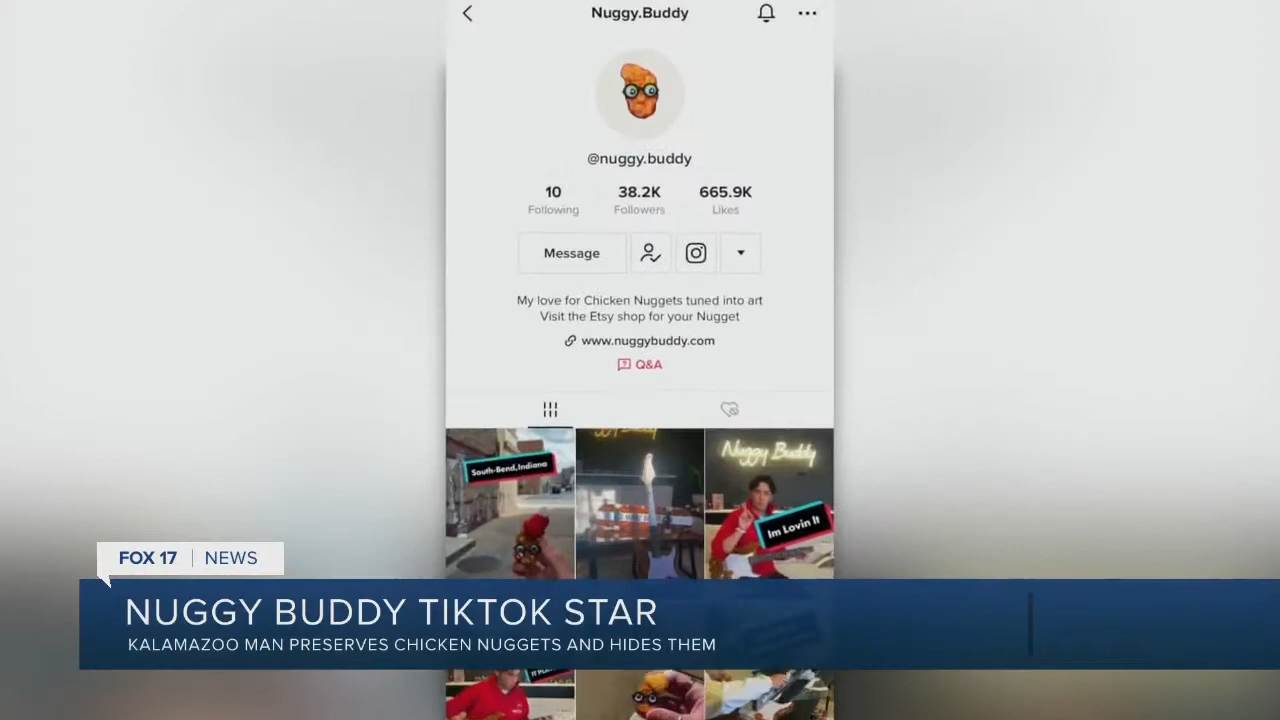 Nuggy.Buddy
@nuggy.buddy
10 38.2K 665.9K
Following Followers Likes
Message
My love for Chicken Nuggets tuned into art
Visit the Etsy shop for your Nugget
www.nuggybuddy.com
Q&A
South-Bend,Indiana
Buddy
Nuggy Buddy
Im Lovin It
FOX 17 NEWS
NUGGY BUDDY TIKTOK STAR
KALAMAZOO MAN PRESERVES CHICKEN NUGGETS AND HIDES THEM